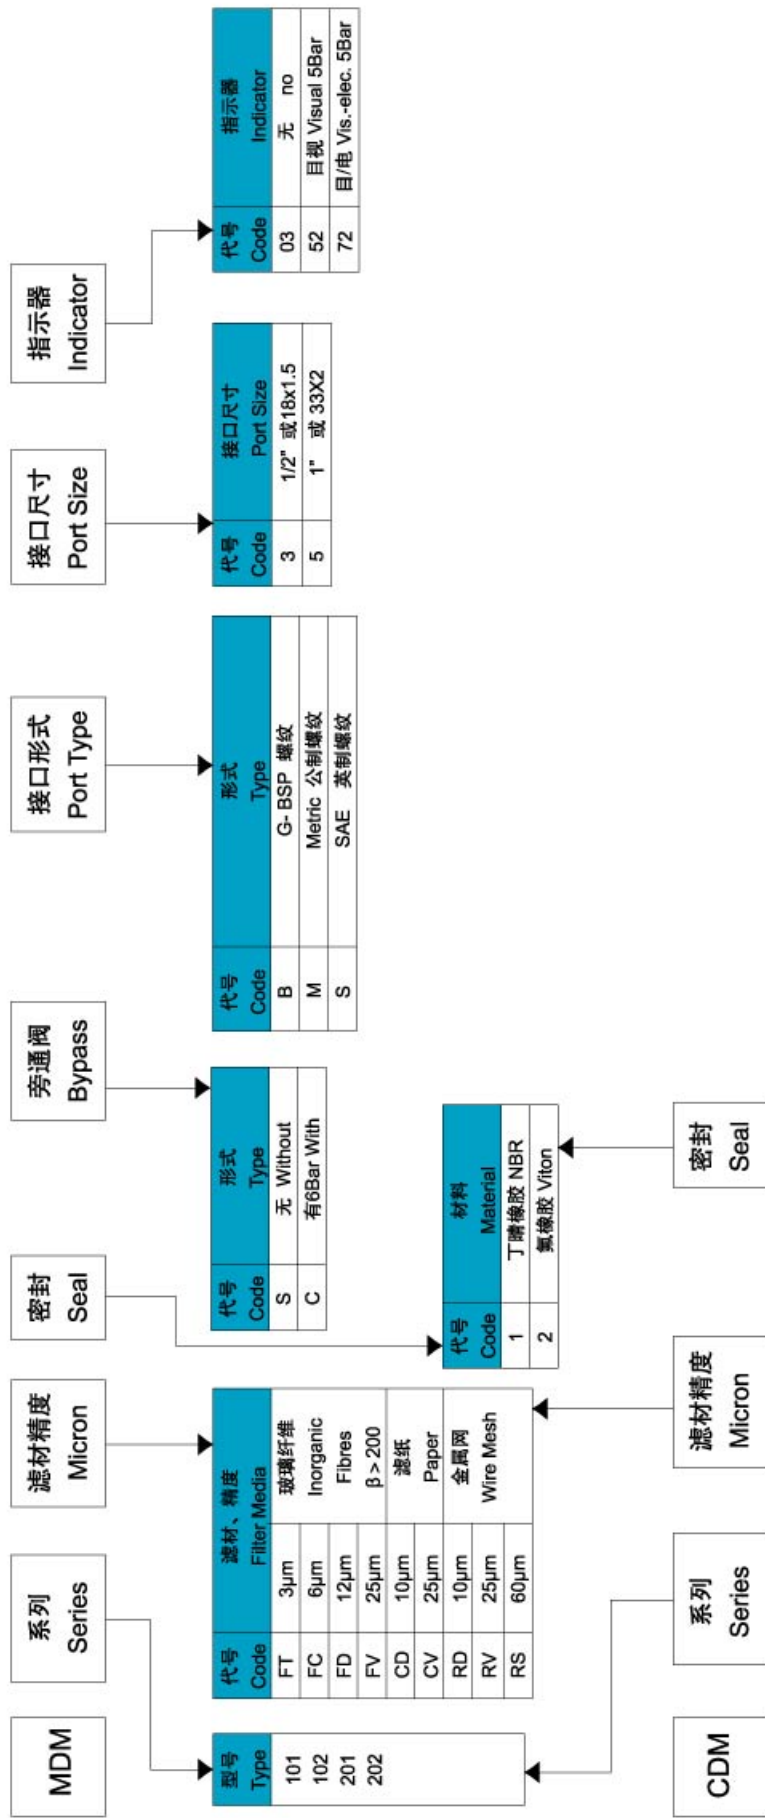 MDM
系列
Series
滤材精度
Micron
密封
Seal
旁通阀
Bypass
接口形式
Port Type
接口尺寸
Port Size
指示器
Indicator
型号
Type
101
102
201
202
代号 滤材、精度
Code Filter Media
FT 3μm 玻璃纤维
FC 6μm Inorganic
FD 12μm Fibres
FV 25μm β > 200
CD 10μm 滤纸
CV 25μm Paper
RD 10μm 金属网
RV 25μm Wire Mesh
RS 60μm
代号 形式
Code Type
S 无 Without
C 有6Bar With
代号 材料
Code Material
1 丁晴橡胶 NBR
2 氟橡胶 Viton
代号 形式
Code Type
B G- BSP 螺纹
M Metric 公制螺纹
S SAE 英制螺纹
代号 接口尺寸
Code Port Size
3 1/2" 或18x1.5
5 1" 或 33X2
代号 指示器
Code Indicator
03 无 no
52 目视 Visual 5Bar
72 目/电 Vis.-elec. 5Bar
CDM
系列
Series
滤材精度
Micron
密封
Seal